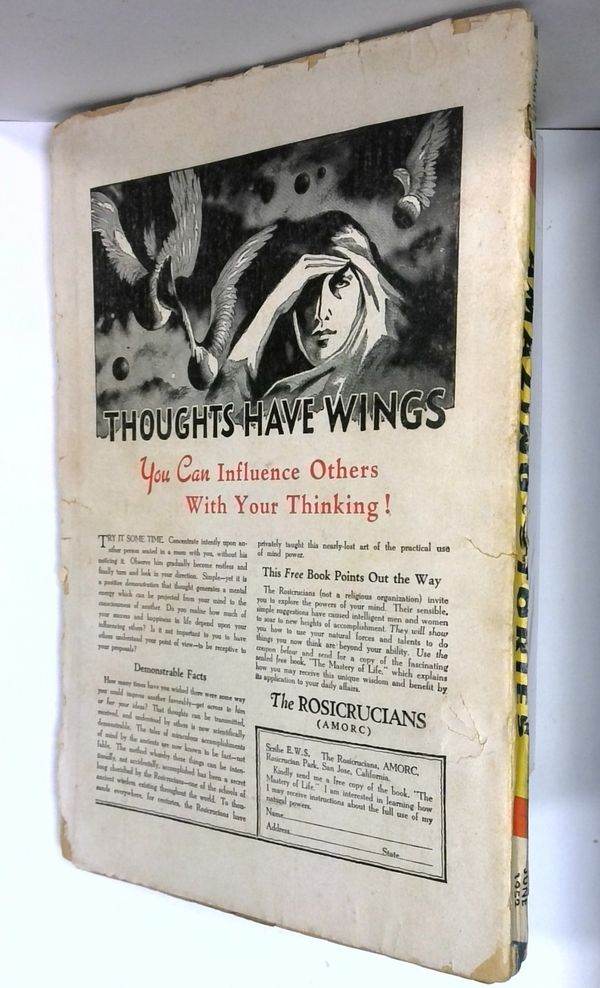 THOUGHTS HAVE WINGS
You Can Influence Others
With Your Thinking!
TRY IT SOME TIME. Concentrate intently upon an-
other person seated in a room with you, without his
noticing it. Observe him gradually become restless and
finally turn and look in your direction. Simple—yet it is
a positive demonstration that thought generates a mental
energy which can be projected from your mind to the
consciousness of another. Do you realize how much of
your success and happiness in life depend upon your
influencing others? Is it not important to you to have
others understand your point of view—to be receptive to
your proposals?
Demonstrable Facts
How many times have you wished there were some way
you could impress another favorably—get across to him
or her your ideas? That thoughts can be transmitted,
received, and understood by others is now scientifically
demonstrable. The tales of miraculous accomplishments
of mind by the ancients are now known to be fact—not
fable. The method whereby these things can be inten-
tionally, not accidentally, accomplished has been a secret
long cherished by the Rosicrucians—one of the schools of
ancient wisdom existing throughout the world. To thou-
sands everywhere, for centuries, the Rosicrucians have
privately taught this nearly-lost art of the practical use
of mind power.
This Free Book Points Out the Way
The Rosicrucians (not a religious organization) invite
you to explore the powers of your mind. Their sensible,
simple suggestions have caused intelligent men and women
to soar to new heights of accomplishment. They will show
you how to use your natural forces and talents to do
things you now think are beyond your ability. Use the
coupon below and send for a copy of the fascinating
sealed free book, "The Mastery of Life," which explains
how you may receive this unique wisdom and benefit by
its application to your daily affairs.
The ROSICRUCIANS
(AMORC)
Scribe E.W.S. The Rosicrucians, AMORC,
Rosicrucian Park, San Jose, California.
Kindly send me a free copy of the book, "The
Mastery of Life." I am interested in learning how
I may receive instructions about the full use of my
natural powers.
Name
Address
State
AMAZING STORIES
JUNE
1952